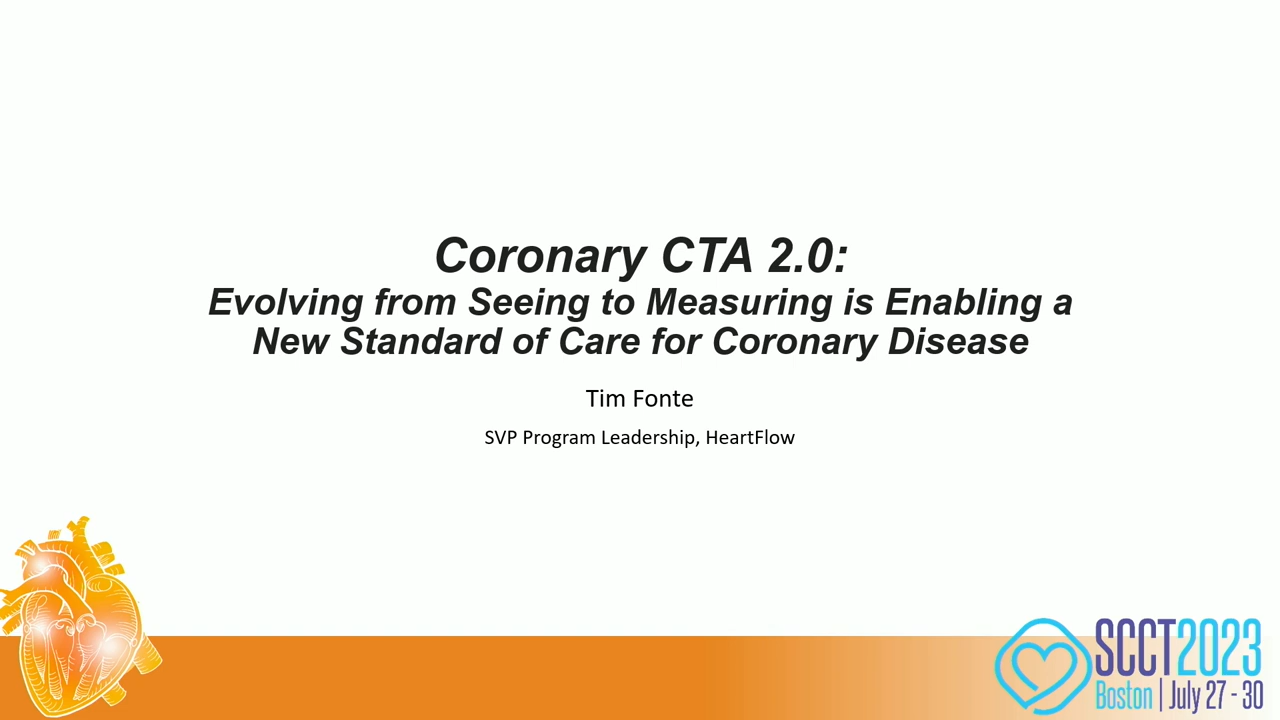 Coronary CTA 2.0:
Evolving from Seeing to Measuring is Enabling a
New Standard of Care for Coronary Disease
Tim Fonte
SVP Program Leadership, HeartFlow
SCCT2023
Boston | July 27 - 30